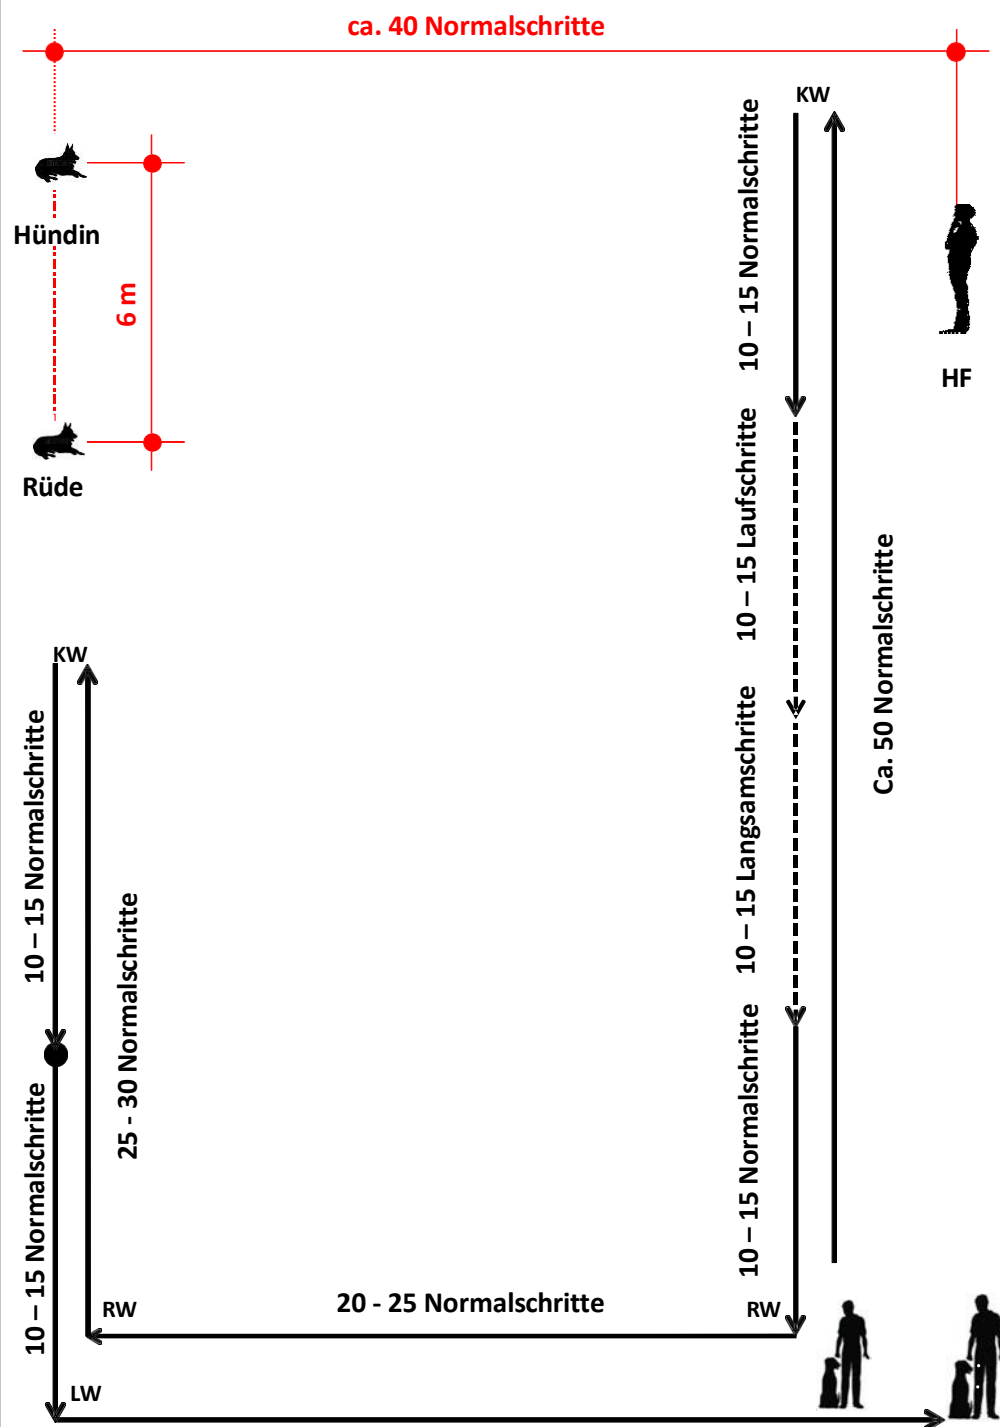 ca. 40 Normalschritte
KW
10 – 15 Normalschritte
Hündin
6 m
HF
10 – 15 Laufschritte
Rüde
Ca. 50 Normalschritte
KW
10 – 15 Langsamschritte
10 – 15 Normalschritte
25 - 30 Normalschritte
10 – 15 Normalschritte
10 – 15 Normalschritte
RW
20 - 25 Normalschritte
RW
LW